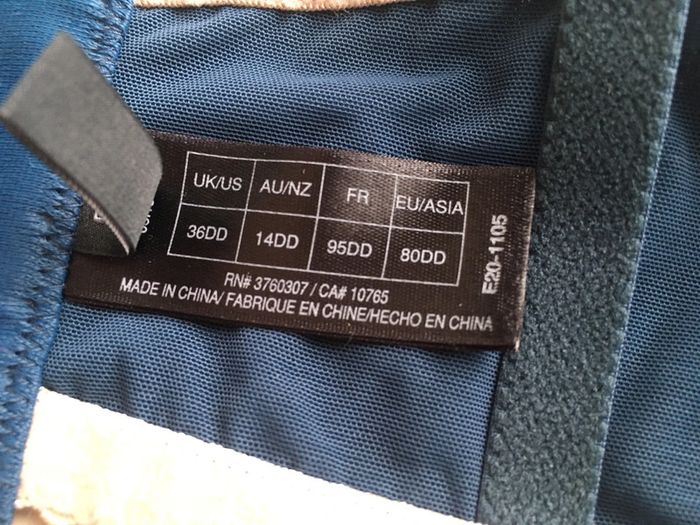 UK/US AU/NZ FR EU/ASIA
36DD 14DD 95DD 80DD
RN# 3760307 / CA# 10765
MADE IN CHINA/ FABRIQUE EN CHINE/HECHO EN CHINA
E20-1105